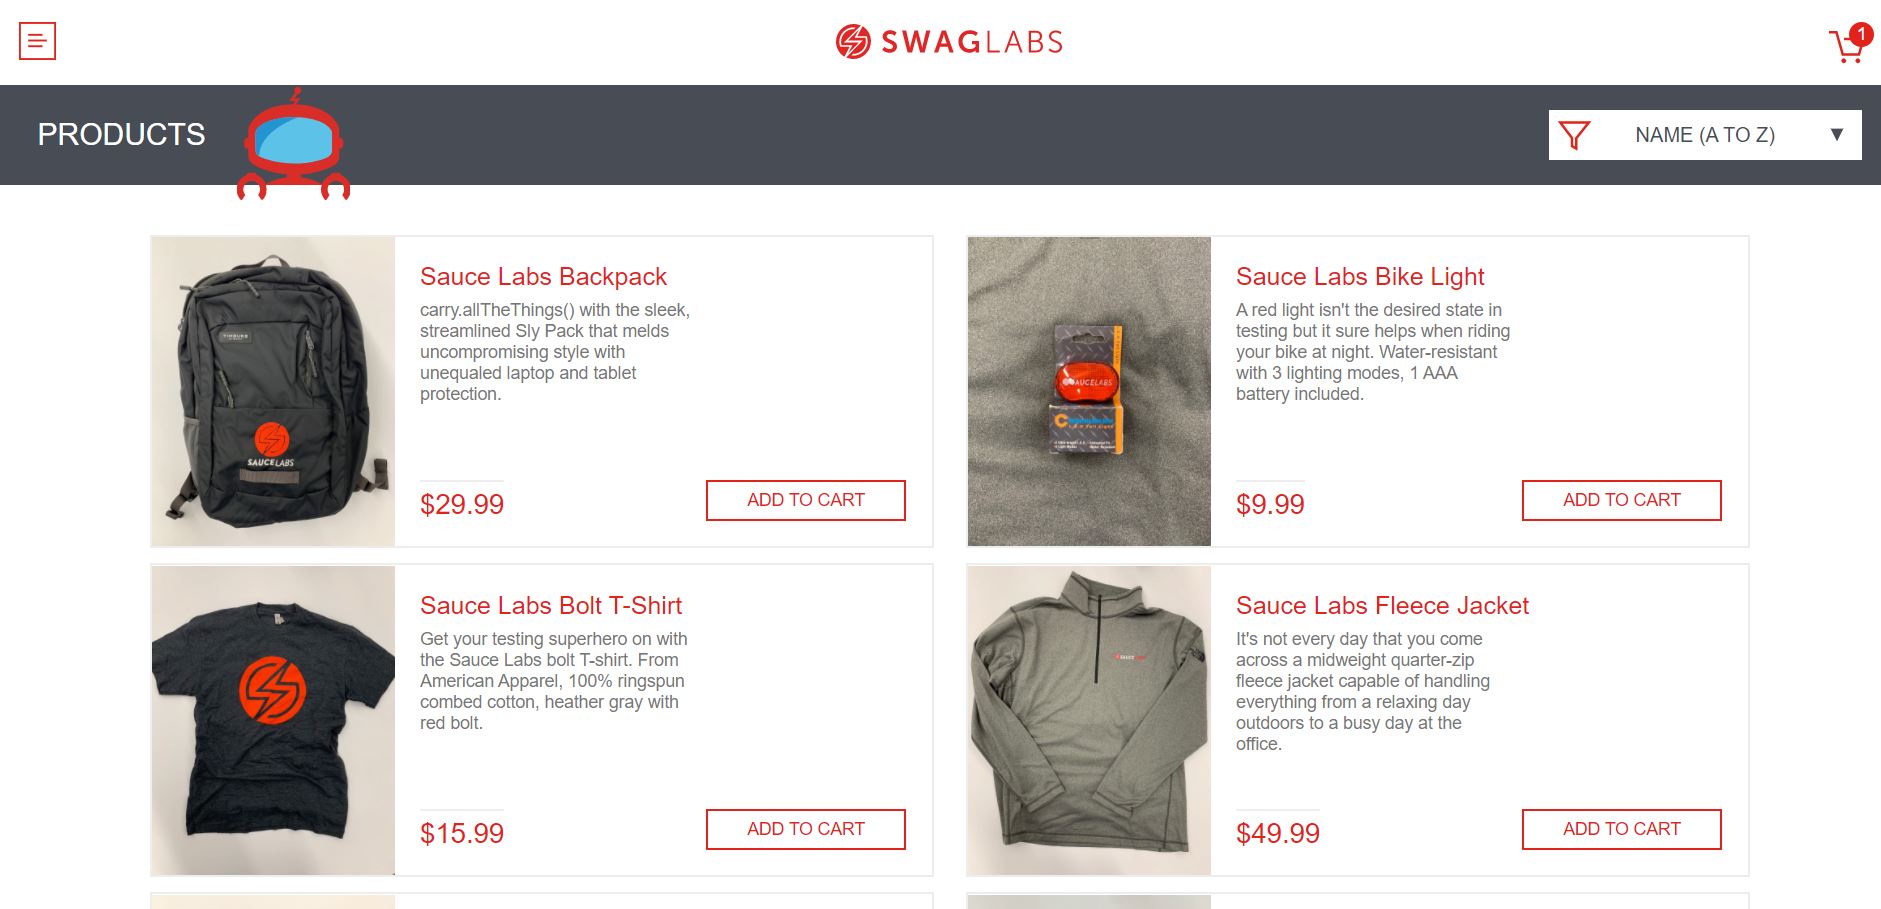 SWAGLABS
1
PRODUCTS
NAME (A TO Z)
Sauce Labs Backpack
carry.allTheThings() with the sleek,
streamlined Sly Pack that melds
uncompromising style with
unequaled laptop and tablet
protection.
$29.99
ADD TO CART
TIMBUK2
SAUCELABS
Sauce Labs Bike Light
A red light isn't the desired state in
testing but it sure helps when riding
your bike at night. Water-resistant
with 3 lighting modes, 1 AAA
battery included.
$9.99
ADD TO CART
SAUCELABS
Sauce Labs Bolt T-Shirt
Get your testing superhero on with
the Sauce Labs bolt T-shirt. From
American Apparel, 100% ringspun
combed cotton, heather gray with
red bolt.
$15.99
ADD TO CART
Sauce Labs Fleece Jacket
It's not every day that you come
across a midweight quarter-zip
fleece jacket capable of handling
everything from a relaxing day
outdoors to a busy day at the
office.
$49.99
ADD TO CART
SAUCELABS